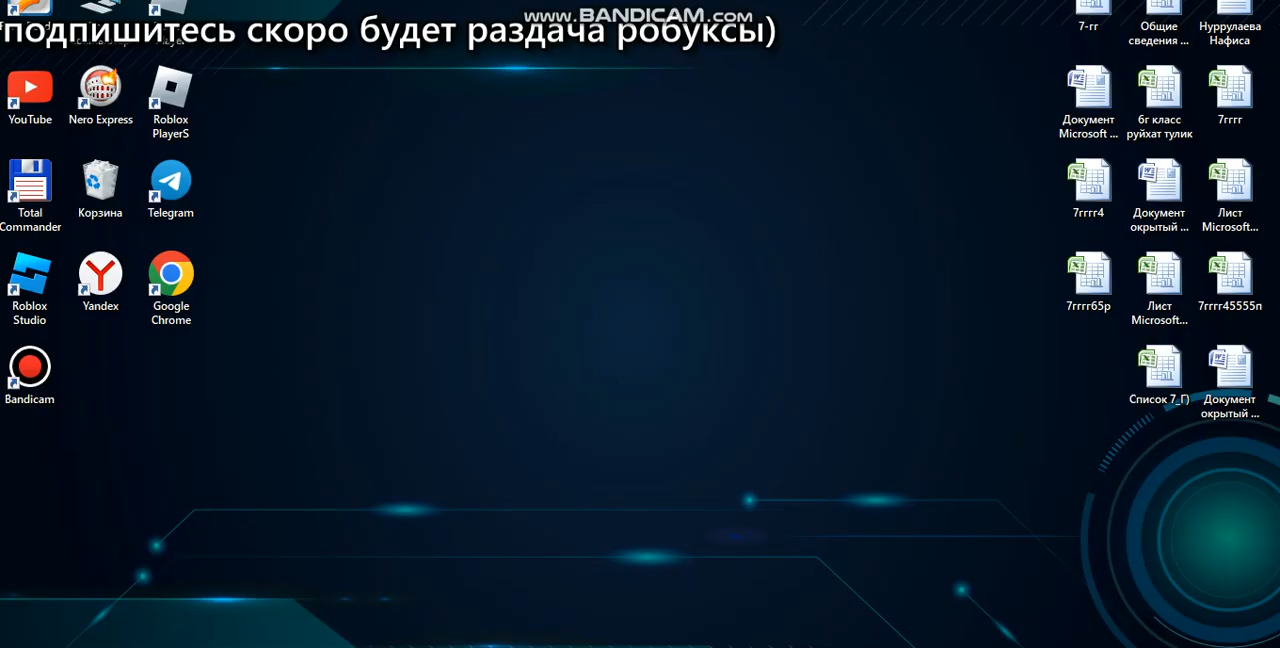 www.BANDICAM.com
подпишитесь скоро будет раздача робуксы)
YouTube
Nero Express
Roblox
PlayerS
Total
Commander
Корзина
Telegram
Roblox
Studio
Yandex
Google
Chrome
Bandicam
7-гг
Общие
сведения ...
Нуррулаева
Нафиса
Документ
Microsoft ...
6г класс
руйхат тулик
7гггг
7гггг4
Документ
окрытый ...
Лист
Microsoft...
7гггг65р
Лист
Microsoft...
7гггг45555п
Список 7_Г)
Документ
окрытый ...